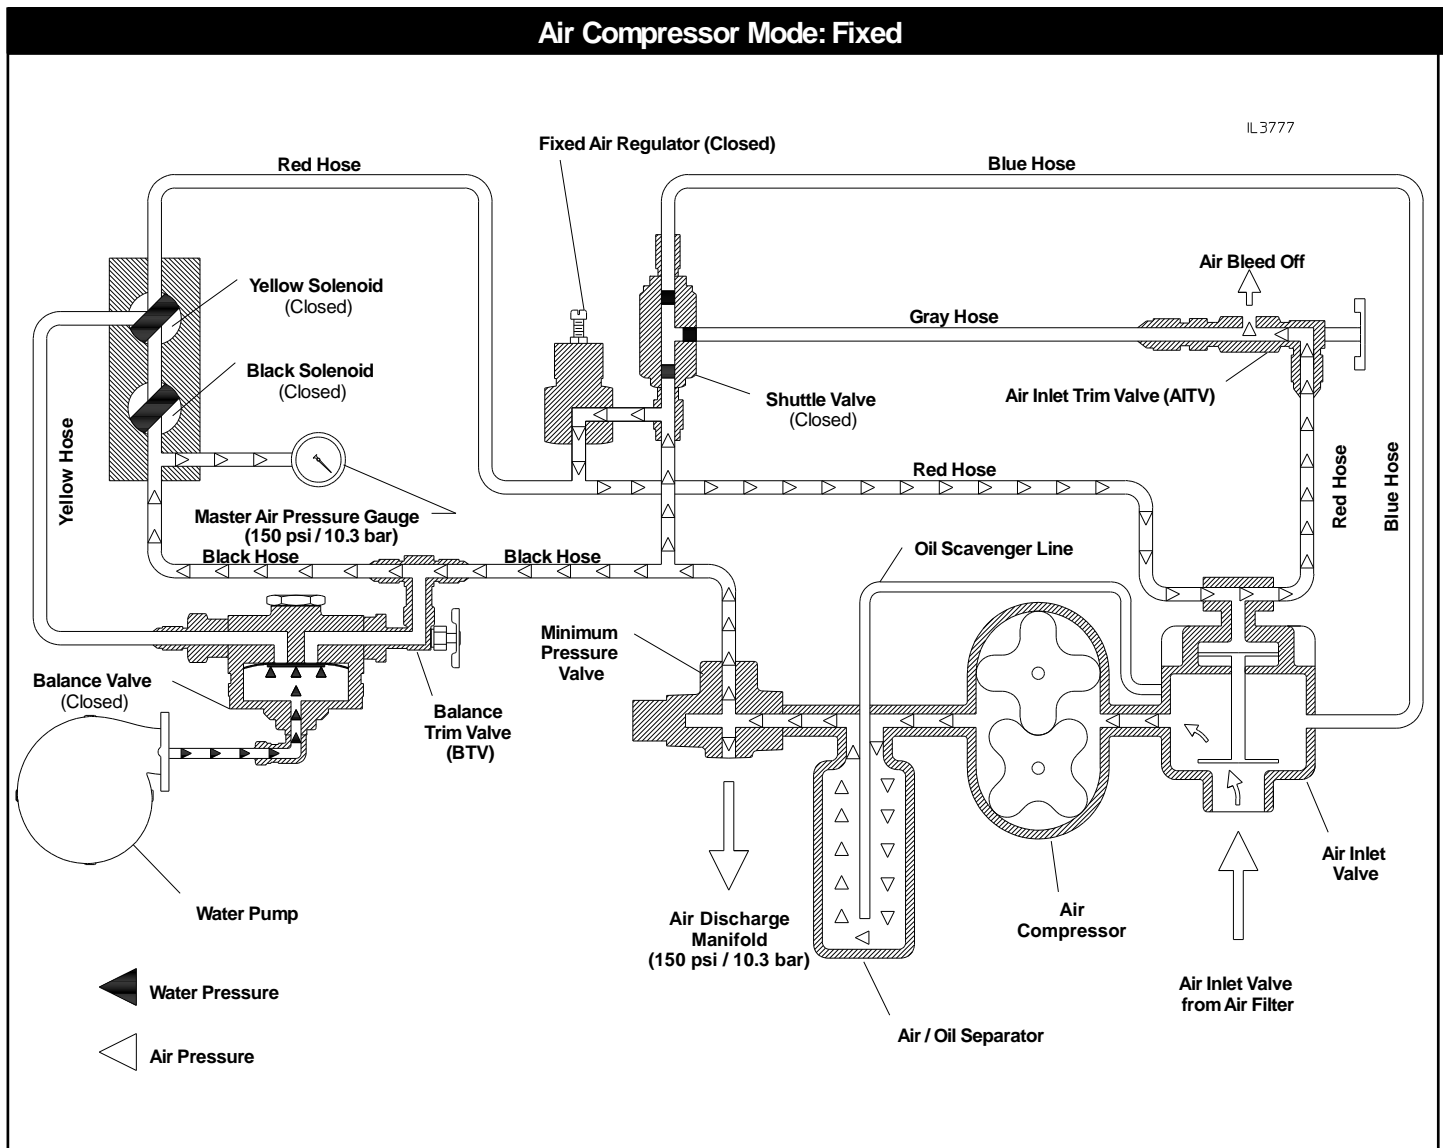 Air Compressor Mode: Fixed
IL3777
Fixed Air Regulator (Closed)
Red Hose
Blue Hose
Air Bleed Off
Yellow Solenoid
(Closed)
Gray Hose
Black Solenoid
(Closed)
Shuttle Valve
(Closed)
Air Inlet Trim Valve (AITV)
Yellow Hose
Red Hose
Red Hose
Blue Hose
Master Air Pressure Gauge
(150 psi / 10.3 bar)
Black Hose
Black Hose
Oil Scavenger Line
Minimum
Pressure
Valve
Balance Valve
(Closed)
Balance
Trim Valve
(BTV)
Air Inlet
Valve
Water Pump
Air Discharge
Manifold
(150 psi / 10.3 bar)
Air
Compressor
Water Pressure
Air Inlet Valve
from Air Filter
Air / Oil Separator
Air Pressure